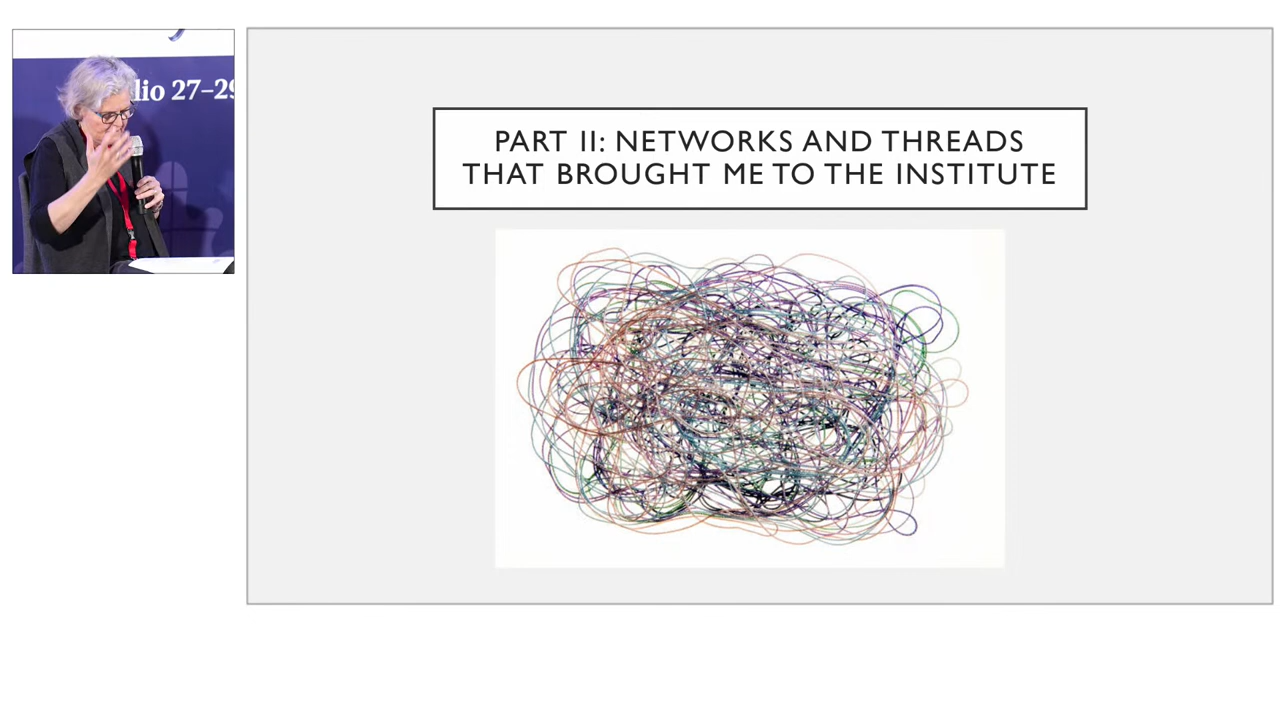 lio 27–29
PART II: NETWORKS AND THREADS
THAT BROUGHT ME TO THE INSTITUTE